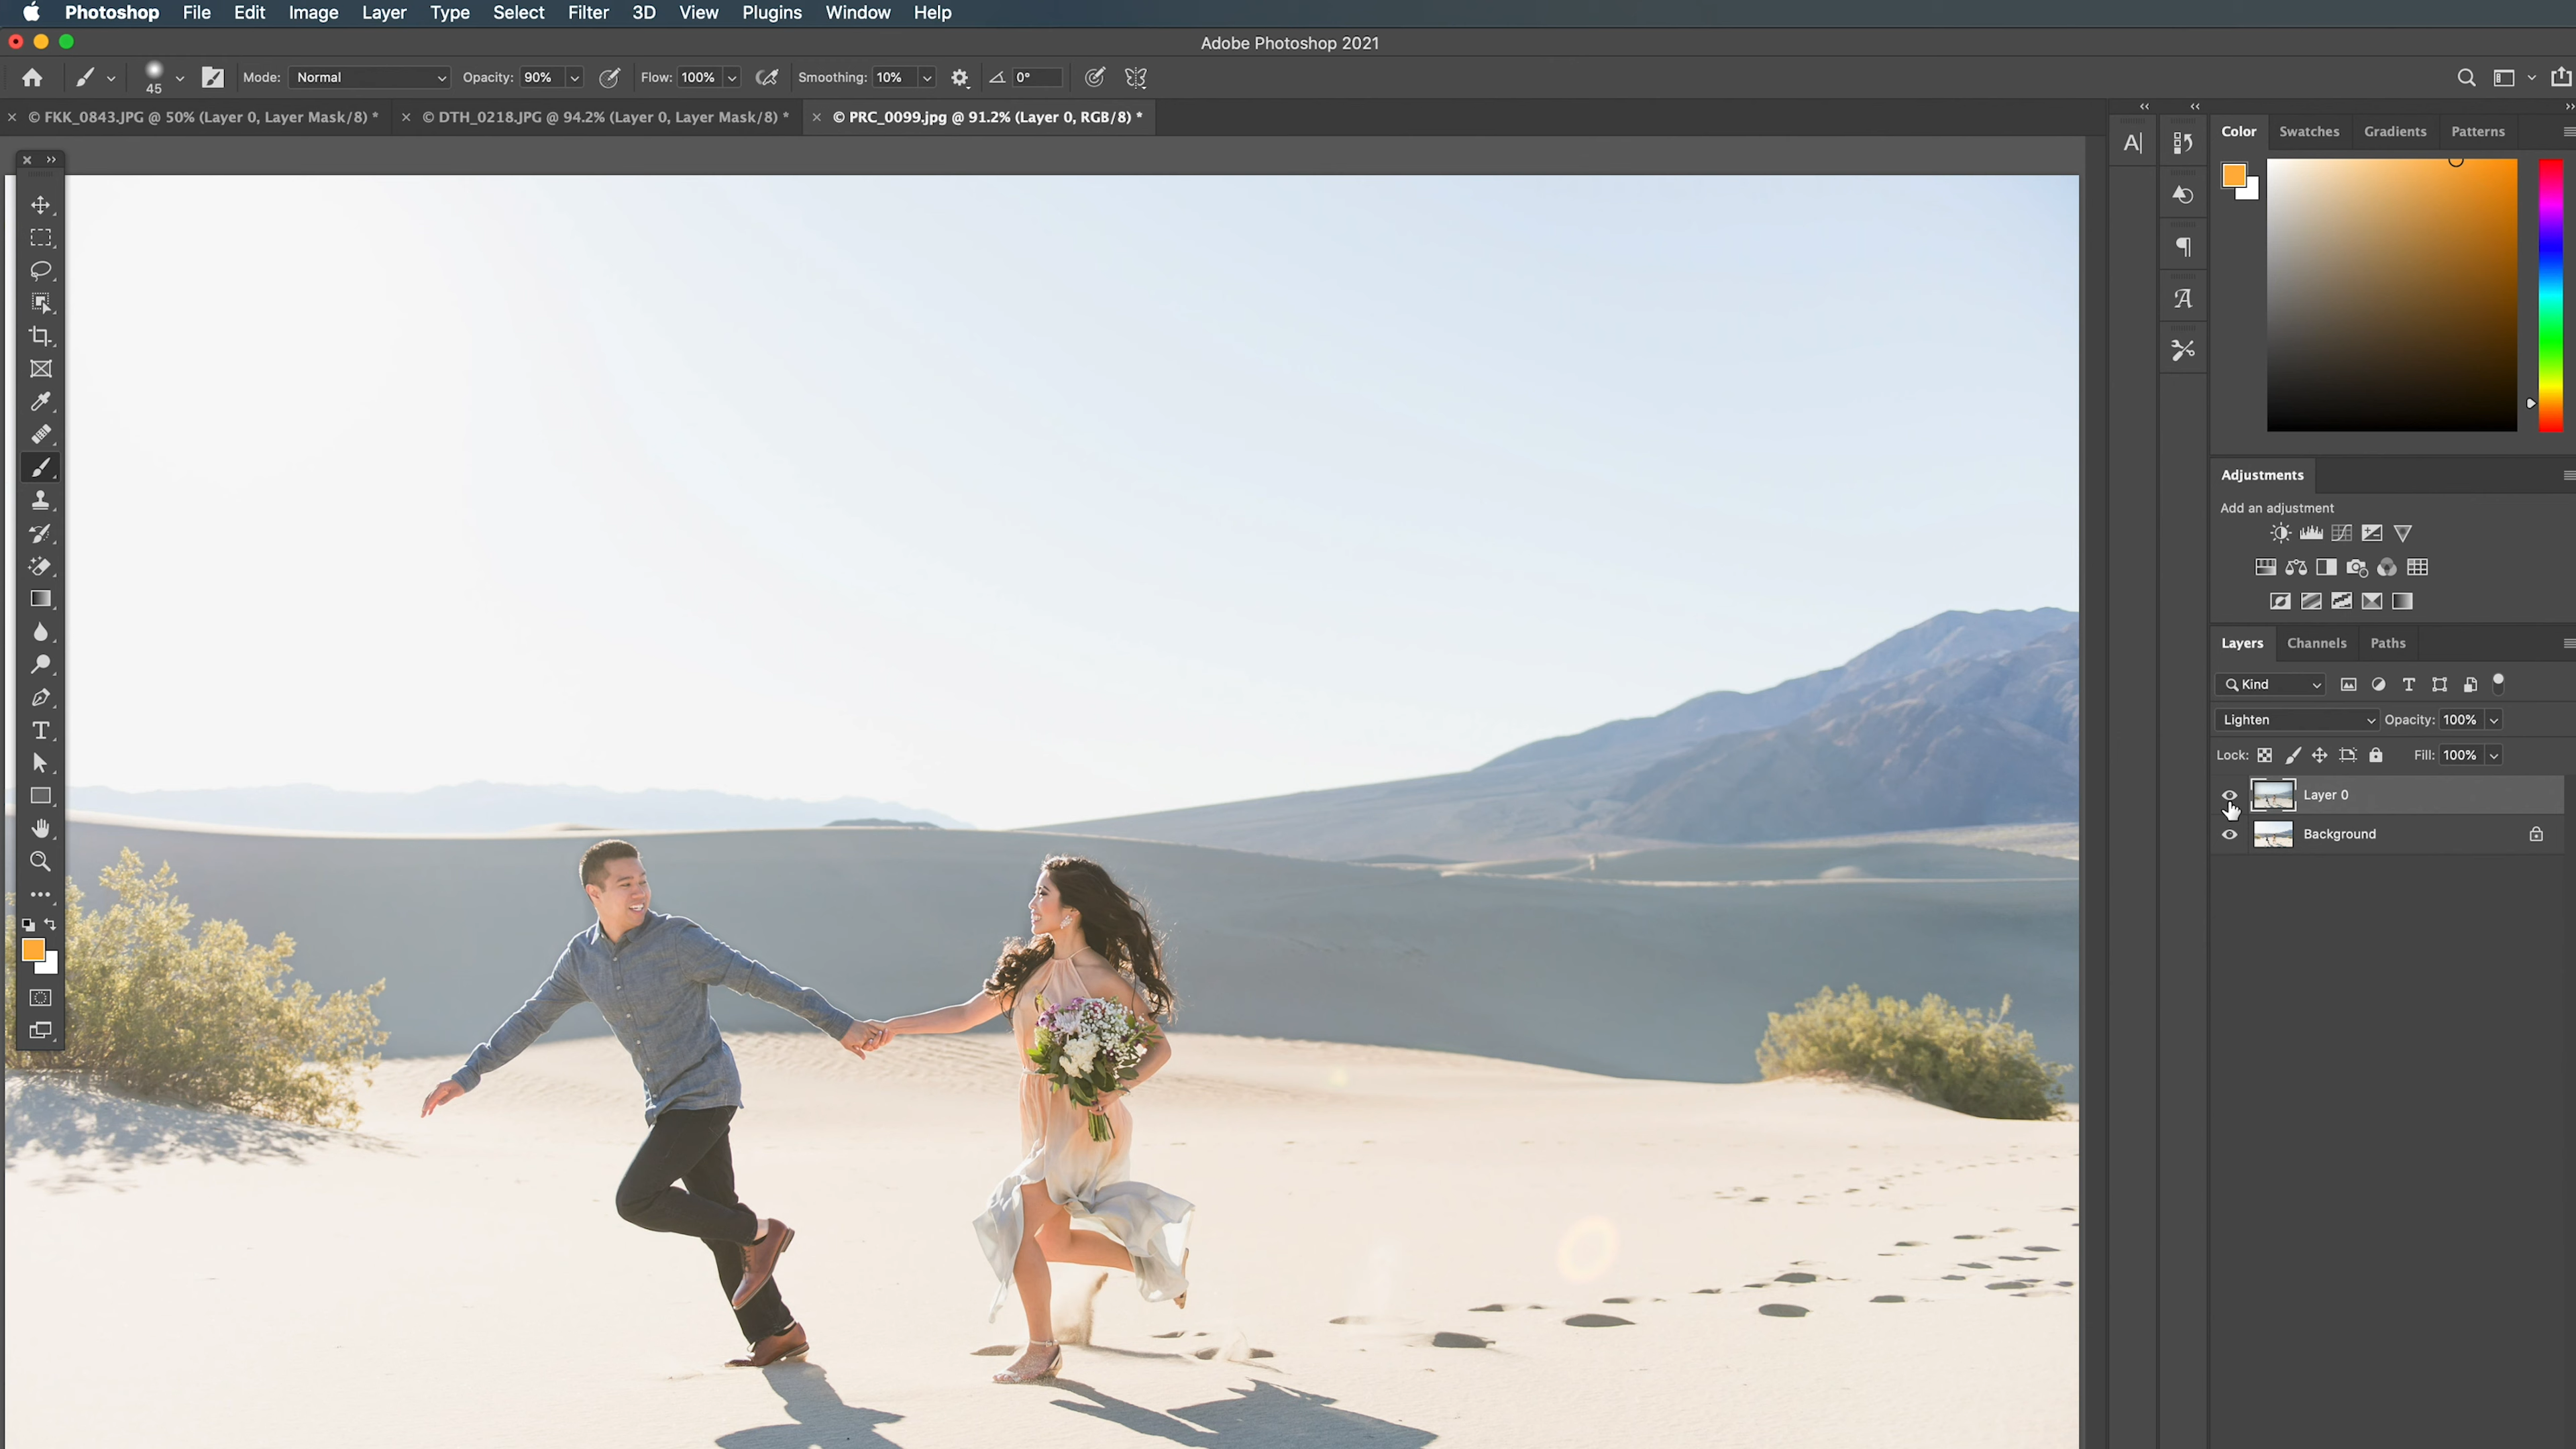 Photoshop File Edit Image Layer Type Select Filter 3D View Plugins Window Help
Adobe Photoshop 2021
45 Mode: Normal Opacity: 90% Flow: 100% Smoothing: 10% 0°
© FKK_0843.JPG @ 50% (Layer 0, Layer Mask/8) * © DTH_0218.JPG @ 94.2% (Layer 0, Layer Mask/8) * © PRC_0099.jpg @ 91.2% (Layer 0, RGB/8) *
Color Swatches Gradients Patterns
Adjustments
Add an adjustment
Layers Channels Paths
Kind
Lighten Opacity: 100%
Lock: Fill: 100%
Layer 0
Background